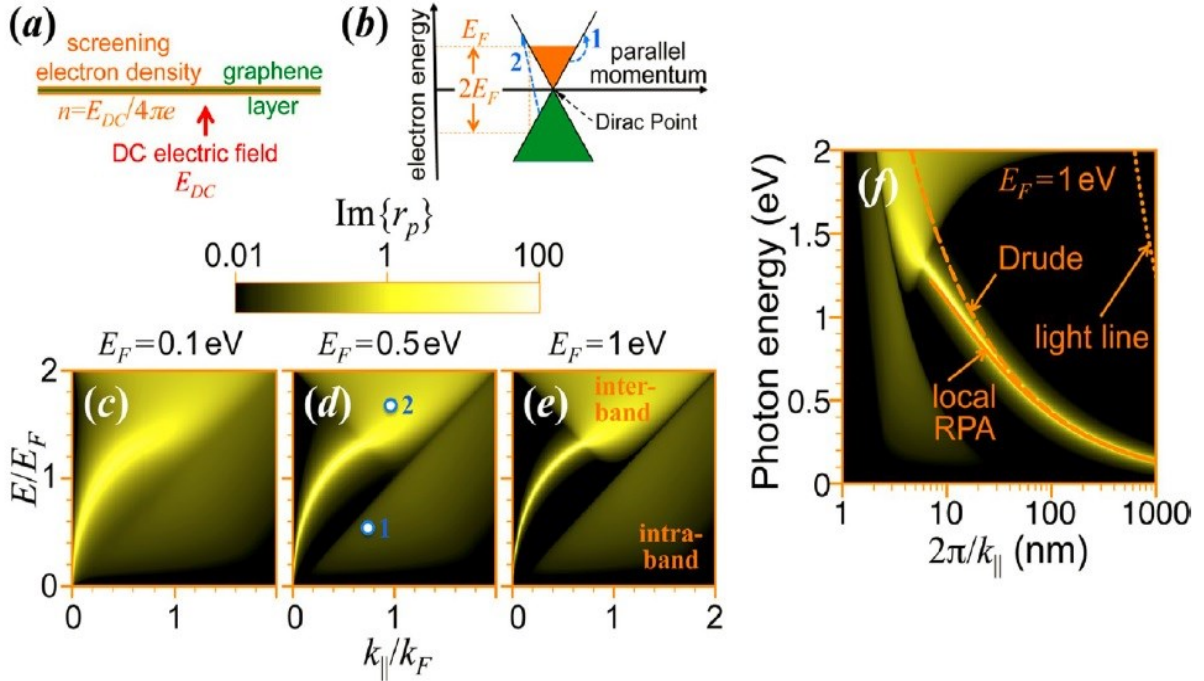 (a)
screening
electron density
graphene
layer
n=E_DC/4πe
DC electric field
E_DC
(b)
electron energy
E_F
2E_F
2
1
parallel
momentum
Dirac Point
Im{r_p}
0.01
1
100
E_F=0.1 eV
E_F=0.5 eV
E_F=1 eV
E/E_F
2
1
0
(c)
(d)
2
1
(e)
inter-
band
intra-
band
0
1
0
1
0
1
2
k_||/k_F
(f)
E_F=1 eV
Photon energy (eV)
2
1.5
1
0.5
0
Drude
light line
local
RPA
1
10
100
1000
2π/k_|| (nm)